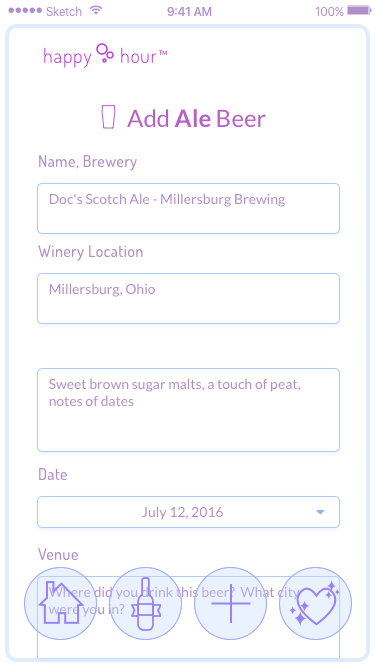 Sketch 9:41 AM 100%
happy hour™
Add Ale Beer
Name, Brewery
Doc's Scotch Ale - Millersburg Brewing
Winery Location
Millersburg, Ohio
Sweet brown sugar malts, a touch of peat,
notes of dates
Date
July 12, 2016
Venue
Where did you drink this beer? What city
were you in?